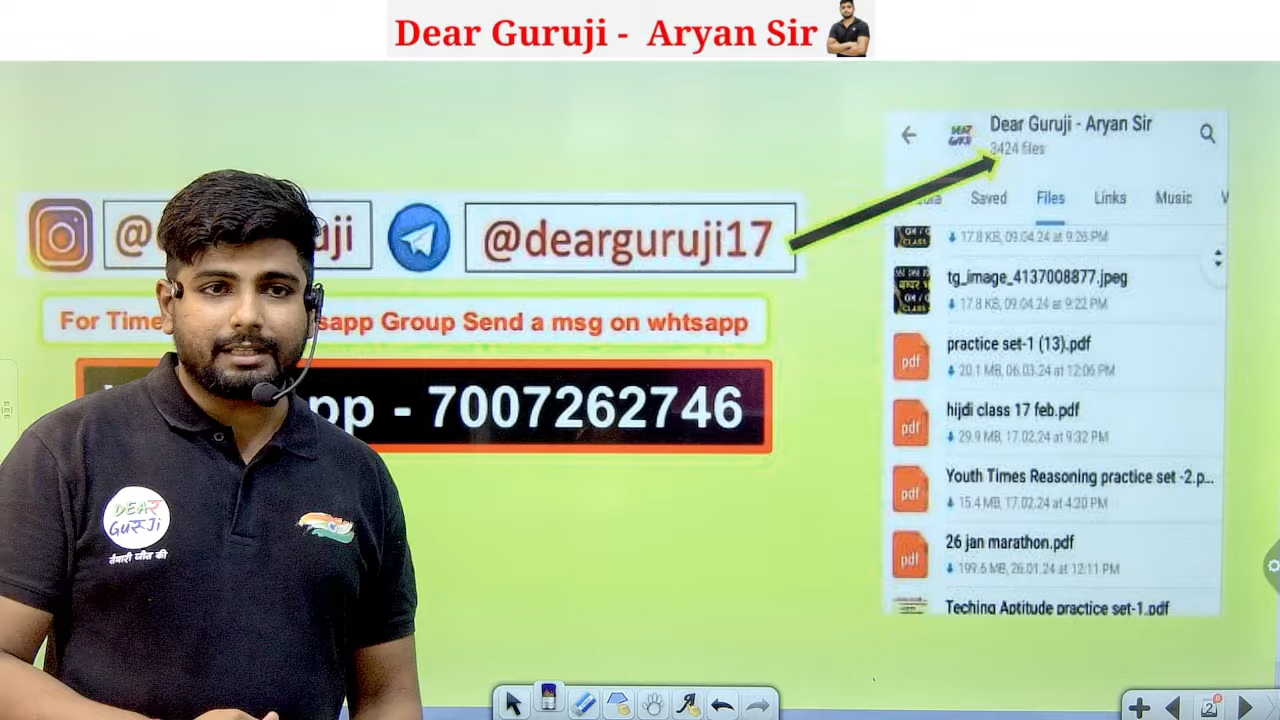 Dear Guruji - Aryan Sir
Dear Guruji - Aryan Sir
3424 files
Saved Files Links Music V
17.8 KB, 09.04.24 at 9:26 PM
tg_image_4137008877.jpeg
17.8 KB, 09.04.24 at 9:22 PM
practice set-1 (13).pdf
pdf
20.1 MB, 06.03.24 at 12:06 PM
hijdi class 17 feb.pdf
pdf
29.9 MB, 17.02.24 at 9:32 PM
Youth Times Reasoning practice set -2.p...
pdf
15.4 MB, 17.02.24 at 4:20 PM
26 jan marathon.pdf
pdf
199.6 MB, 26.01.24 at 12:11 PM
Teching Aptitude practice set-1.pdf
@dearguruji17
For Time
App Group Send a msg on whtsapp
pp - 7007262746
DEAR
GURUJI
तैयारी जीत की
2